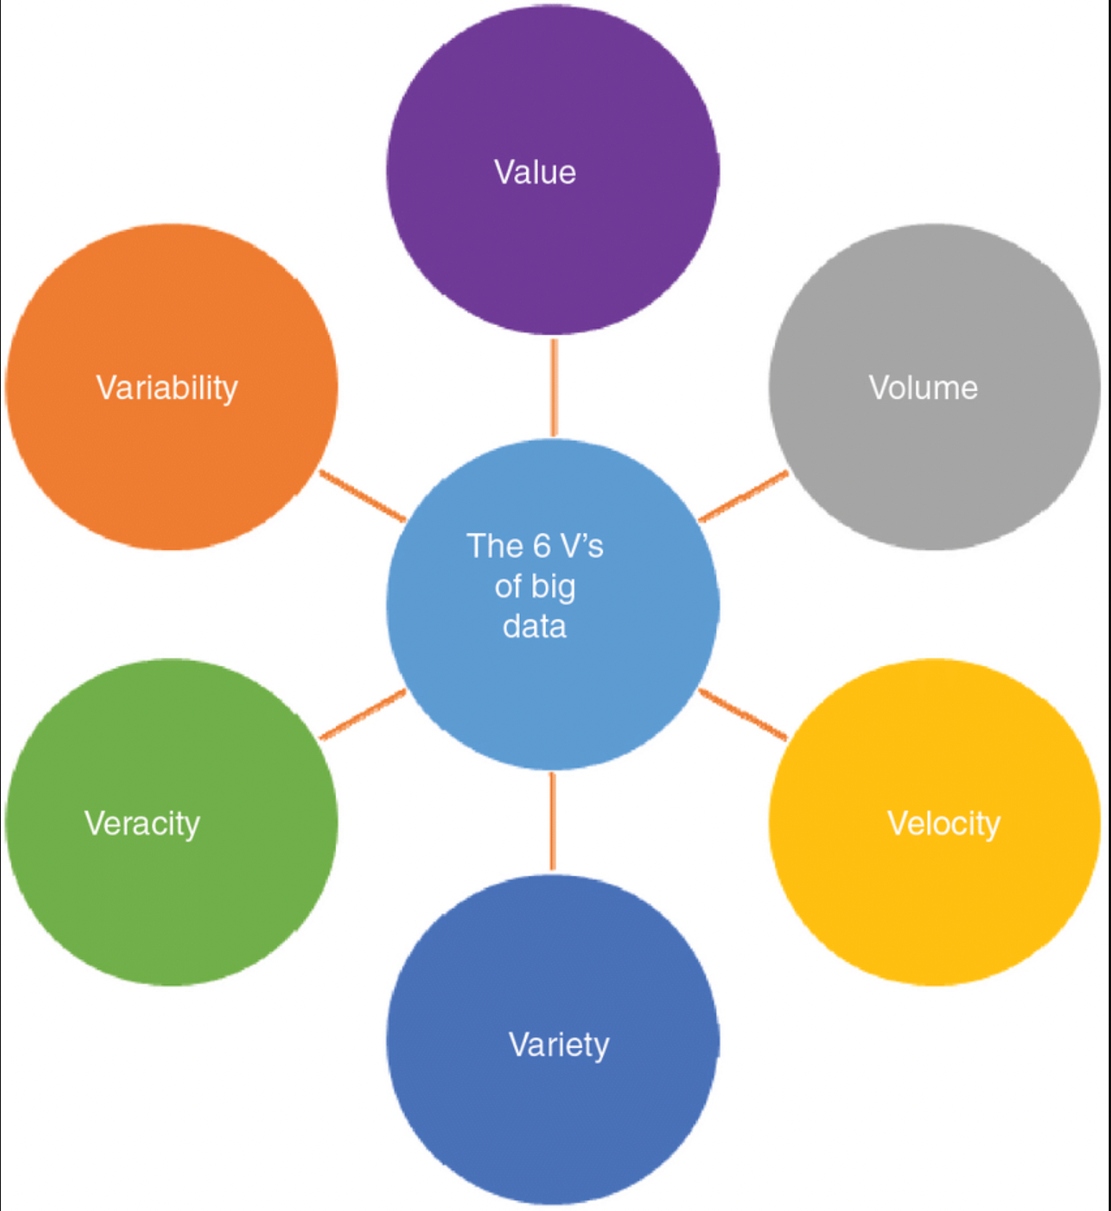 Value
Variability
Volume
The 6 V’s
of big
data
Veracity
Velocity
Variety